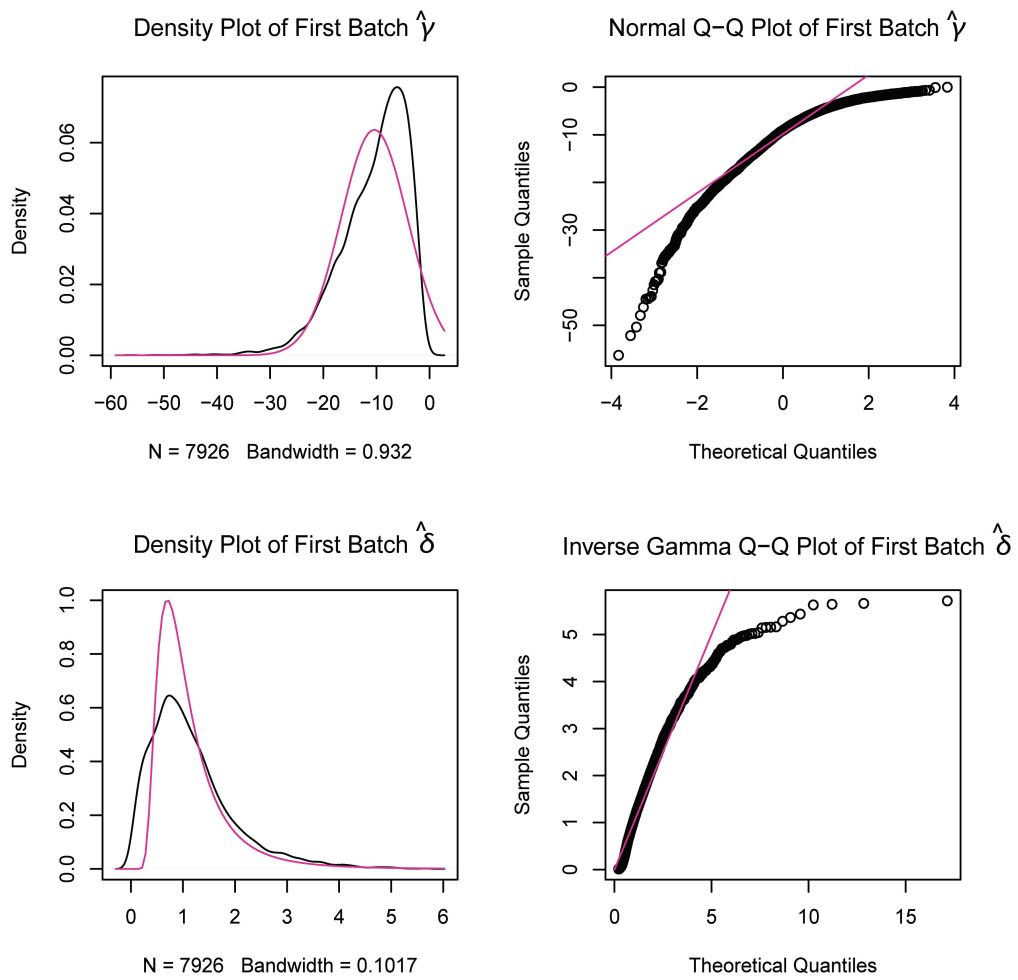 Density Plot of First Batch γ̂
Density
0.00 0.02 0.04 0.06
−60 −50 −40 −30 −20 −10 0
N = 7926 Bandwidth = 0.932
Normal Q−Q Plot of First Batch γ̂
Sample Quantiles
0
−10
−30
−50
−4 −2 0 2 4
Theoretical Quantiles
Density Plot of First Batch δ̂
Density
0.0 0.2 0.4 0.6 0.8 1.0
0 1 2 3 4 5 6
N = 7926 Bandwidth = 0.1017
Inverse Gamma Q−Q Plot of First Batch δ̂
Sample Quantiles
0 1 2 3 4 5
0 5 10 15
Theoretical Quantiles